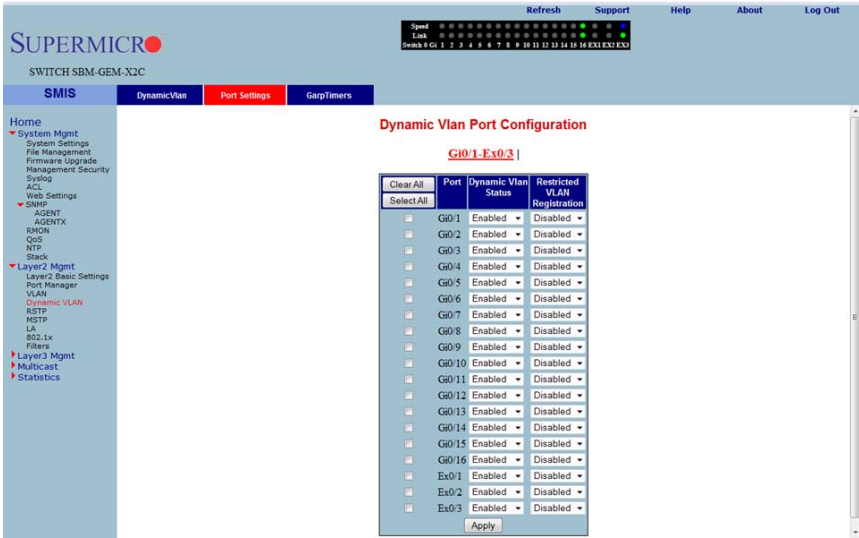 Refresh Support Help About Log Out
Speed
Link
Switch 0 Gi 1 2 3 4 5 6 7 8 9 10 11 12 13 14 15 16 EX1 EX2 EX3
SUPERMICRO
SWITCH SBM-GEM-X2C
SMIS DynamicVlan Port Settings GarpTimers
Home
System Mgmt
System Settings
File Management
Firmware Upgrade
Management Security
Syslog
ACL
Web Settings
SNMP
AGENT
AGENTX
RMON
QoS
NTP
Stack
Layer2 Mgmt
Layer2 Basic Settings
Port Manager
VLAN
Dynamic VLAN
RSTP
MSTP
LA
802.1x
Filters
Layer3 Mgmt
Multicast
Statistics
Dynamic Vlan Port Configuration
Gi0/1-Ex0/3 |
Clear All
Select All
Port
Dynamic Vlan
Status
Restricted
VLAN
Registration
Gi0/1 Enabled Disabled
Gi0/2 Enabled Disabled
Gi0/3 Enabled Disabled
Gi0/4 Enabled Disabled
Gi0/5 Enabled Disabled
Gi0/6 Enabled Disabled
Gi0/7 Enabled Disabled
Gi0/8 Enabled Disabled
Gi0/9 Enabled Disabled
Gi0/10 Enabled Disabled
Gi0/11 Enabled Disabled
Gi0/12 Enabled Disabled
Gi0/13 Enabled Disabled
Gi0/14 Enabled Disabled
Gi0/15 Enabled Disabled
Gi0/16 Enabled Disabled
Ex0/1 Enabled Disabled
Ex0/2 Enabled Disabled
Ex0/3 Enabled Disabled
Apply